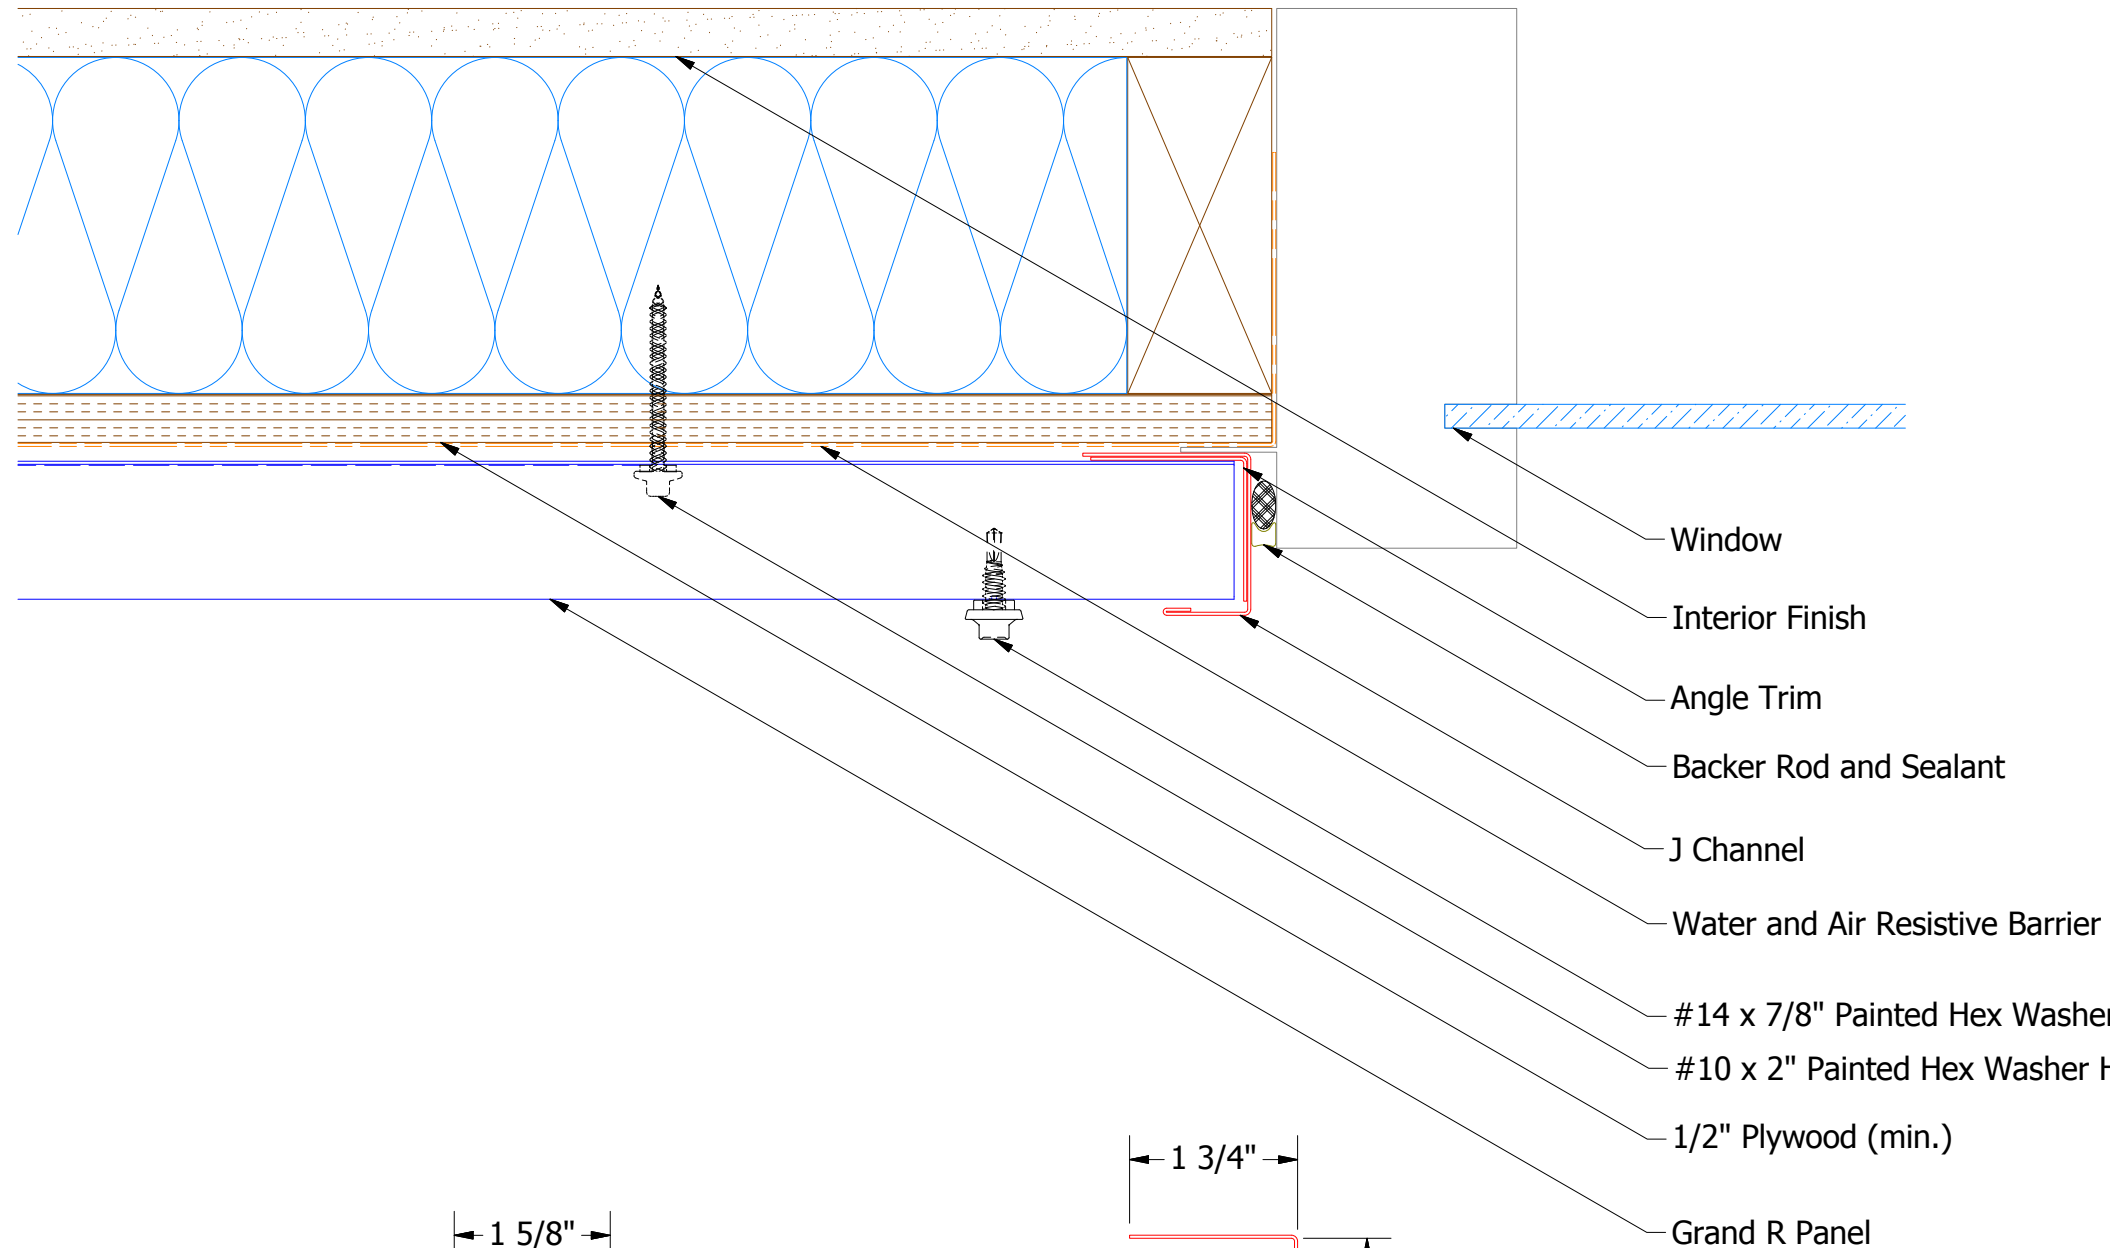 Window
Interior Finish
Angle Trim
Backer Rod and Sealant
J Channel
Water and Air Resistive Barrier
#14 x 7/8" Painted Hex Washer
#10 x 2" Painted Hex Washer H
1/2" Plywood (min.)
1 3/4"
Grand R Panel
1 5/8"